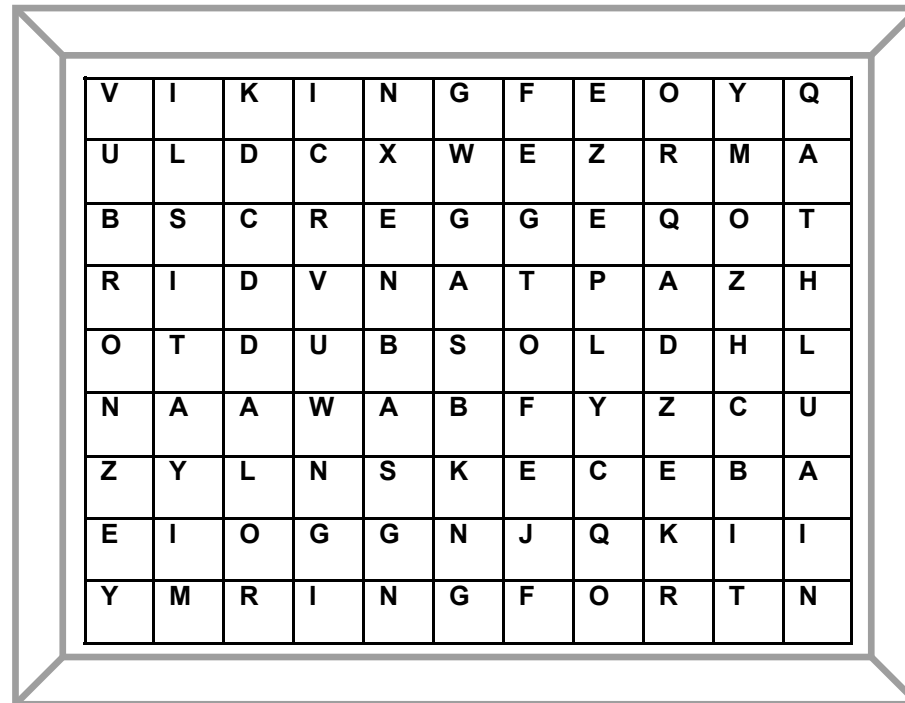 V I K I N G F E O Y Q
U L D C X W E Z R M A
B S C R E G G E Q O T
R I D V N A T P A Z H
O T D U B S O L D H L
N A A W A B F Y Z C U
Z Y L N S K E C E B A
E I O G G N J Q K I I
Y M R I N G F O R T N